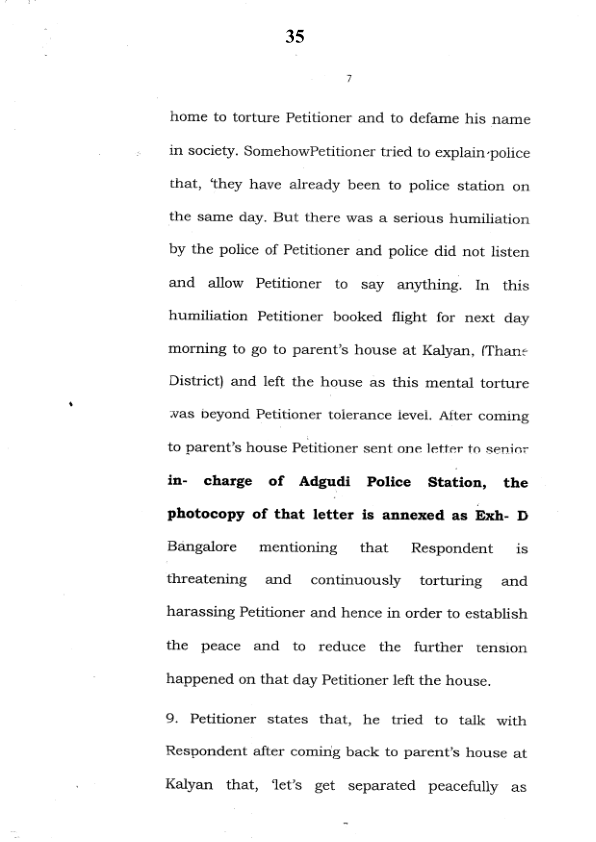 35
7
home to torture Petitioner and to defame his name
in society. SomehowPetitioner tried to explain police
that, 'they have already been to police station on
the same day. But there was a serious humiliation
by the police of Petitioner and police did not listen
and allow Petitioner to say anything. In this
humiliation Petitioner booked flight for next day
morning to go to parent's house at Kalyan, (Thane
District) and left the house as this mental torture
was beyond Petitioner tolerance level. After coming
to parent's house Petitioner sent one letter to senior
in- charge of Adgudi Police Station, the
photocopy of that letter is annexed as Exh- D
Bangalore mentioning that Respondent is
threatening and continuously torturing and
harassing Petitioner and hence in order to establish
the peace and to reduce the further tension
happened on that day Petitioner left the house.
9. Petitioner states that, he tried to talk with
Respondent after coming back to parent's house at
Kalyan that, 'let's get separated peacefully as